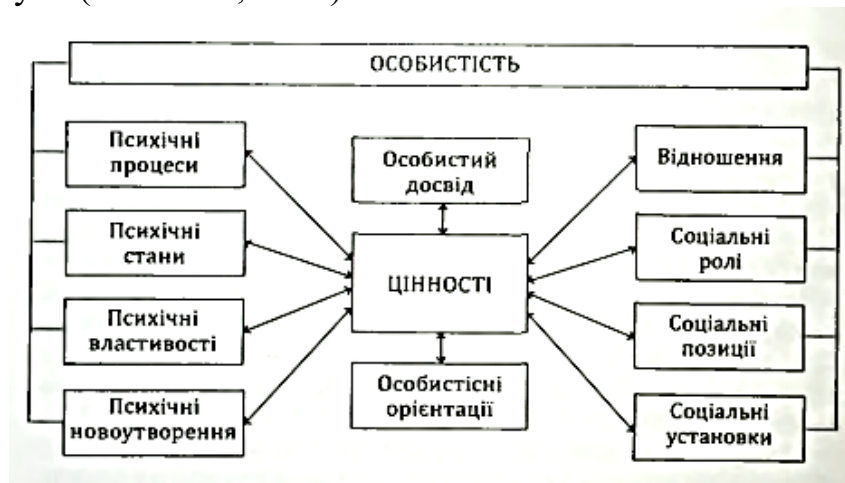 ОСОБИСТІСТЬ
Психічні
процеси
Особистий
досвід
Відношення
Психічні
стани
ЦІННОСТІ
Соціальні
ролі
Психічні
властивості
Соціальні
позиції
Психічні
новоутворення
Особистісні
орієнтації
Соціальні
установки